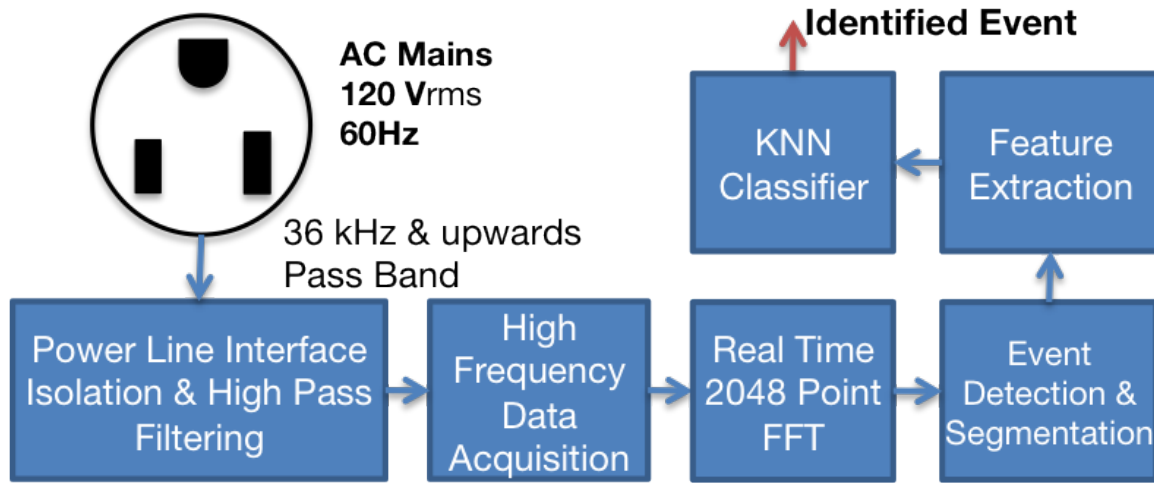 Identified Event
AC Mains
120 Vrms
60Hz
36 kHz & upwards
Pass Band
Power Line Interface
Isolation & High Pass
Filtering
High
Frequency
Data
Acquisition
Real Time
2048 Point
FFT
Event
Detection &
Segmentation
Feature
Extraction
KNN
Classifier